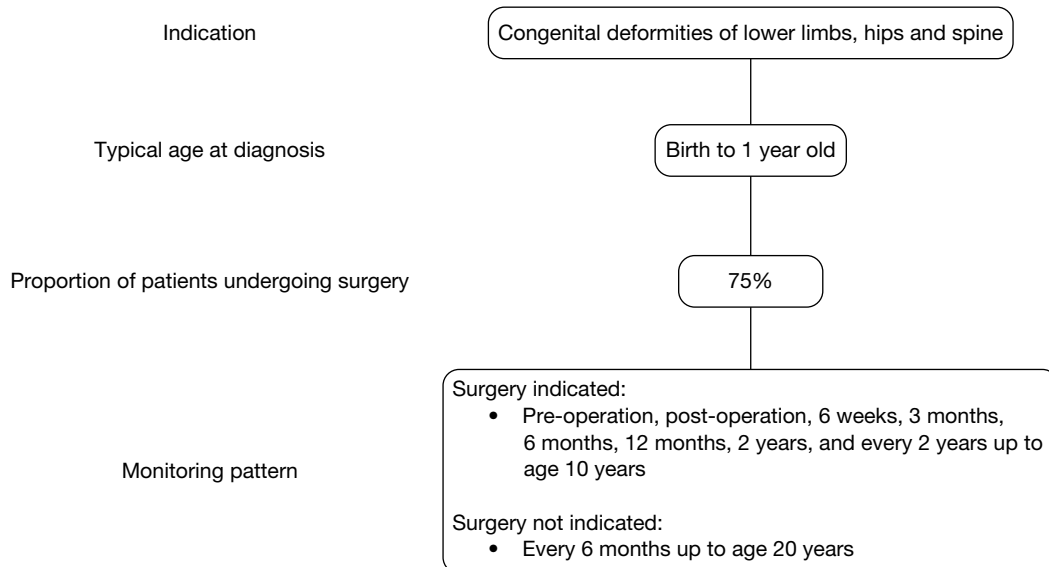 Indication
Congenital deformities of lower limbs, hips and spine
Typical age at diagnosis
Birth to 1 year old
Proportion of patients undergoing surgery
75%
Monitoring pattern
Surgery indicated:
• Pre-operation, post-operation, 6 weeks, 3 months,
6 months, 12 months, 2 years, and every 2 years up to
age 10 years
Surgery not indicated:
• Every 6 months up to age 20 years